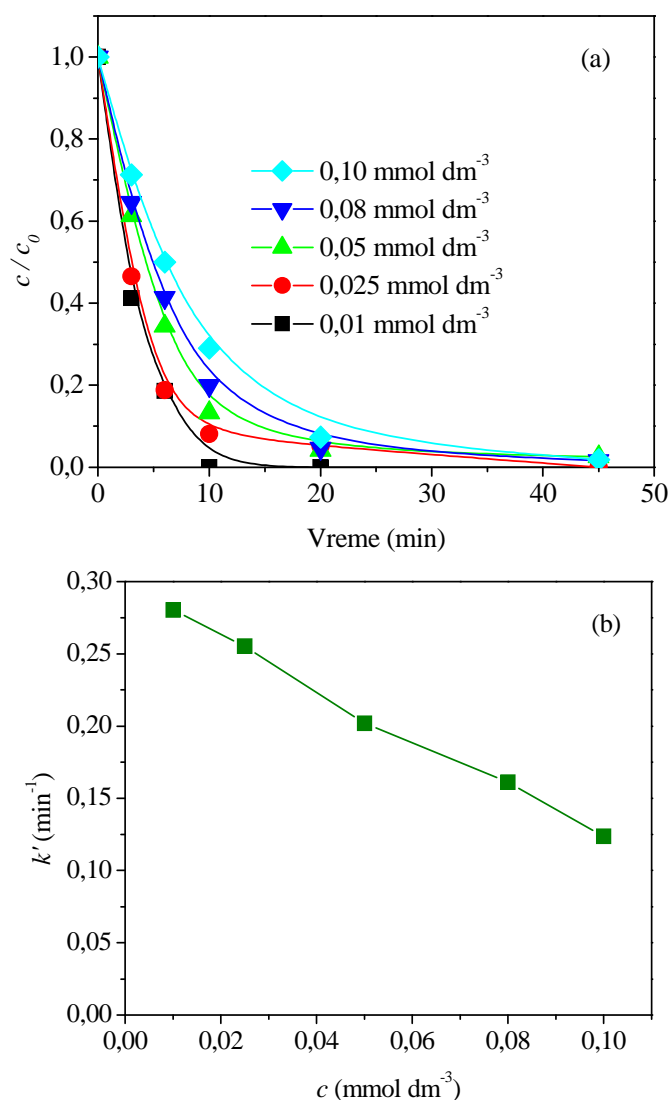 (a)
1,0
0,8
0,6
0,4
0,2
0,0
c / c₀
0,10 mmol dm⁻³
0,08 mmol dm⁻³
0,05 mmol dm⁻³
0,025 mmol dm⁻³
0,01 mmol dm⁻³
0 10 20 30 40 50
Vreme (min)
(b)
0,30
0,25
0,20
0,15
0,10
0,05
0,00
k' (min⁻¹)
0,00 0,02 0,04 0,06 0,08 0,10
c (mmol dm⁻³)